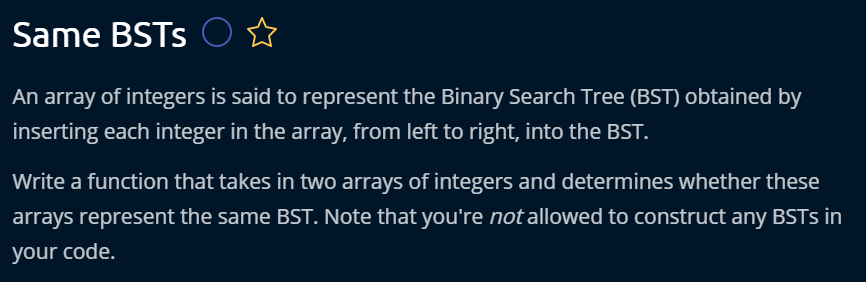 Same BSTs
An array of integers is said to represent the Binary Search Tree (BST) obtained by
inserting each integer in the array, from left to right, into the BST.
Write a function that takes in two arrays of integers and determines whether these
arrays represent the same BST. Note that you're not allowed to construct any BSTs in
your code.